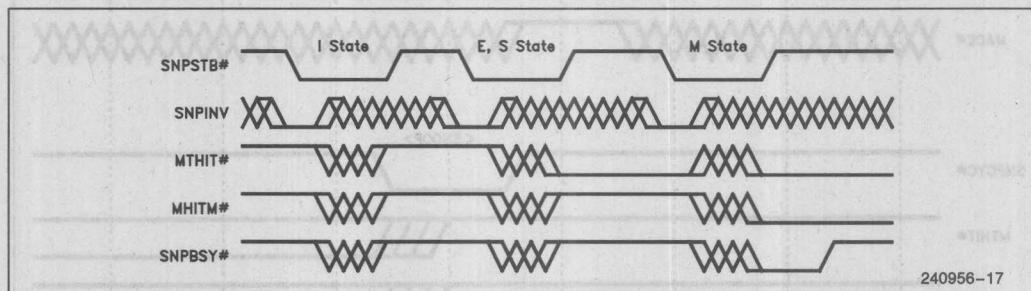 I State
E, S State
M State
SNPSTB#
SNPINV
MTHIT#
MHITM#
SNPBSY#
240956-17